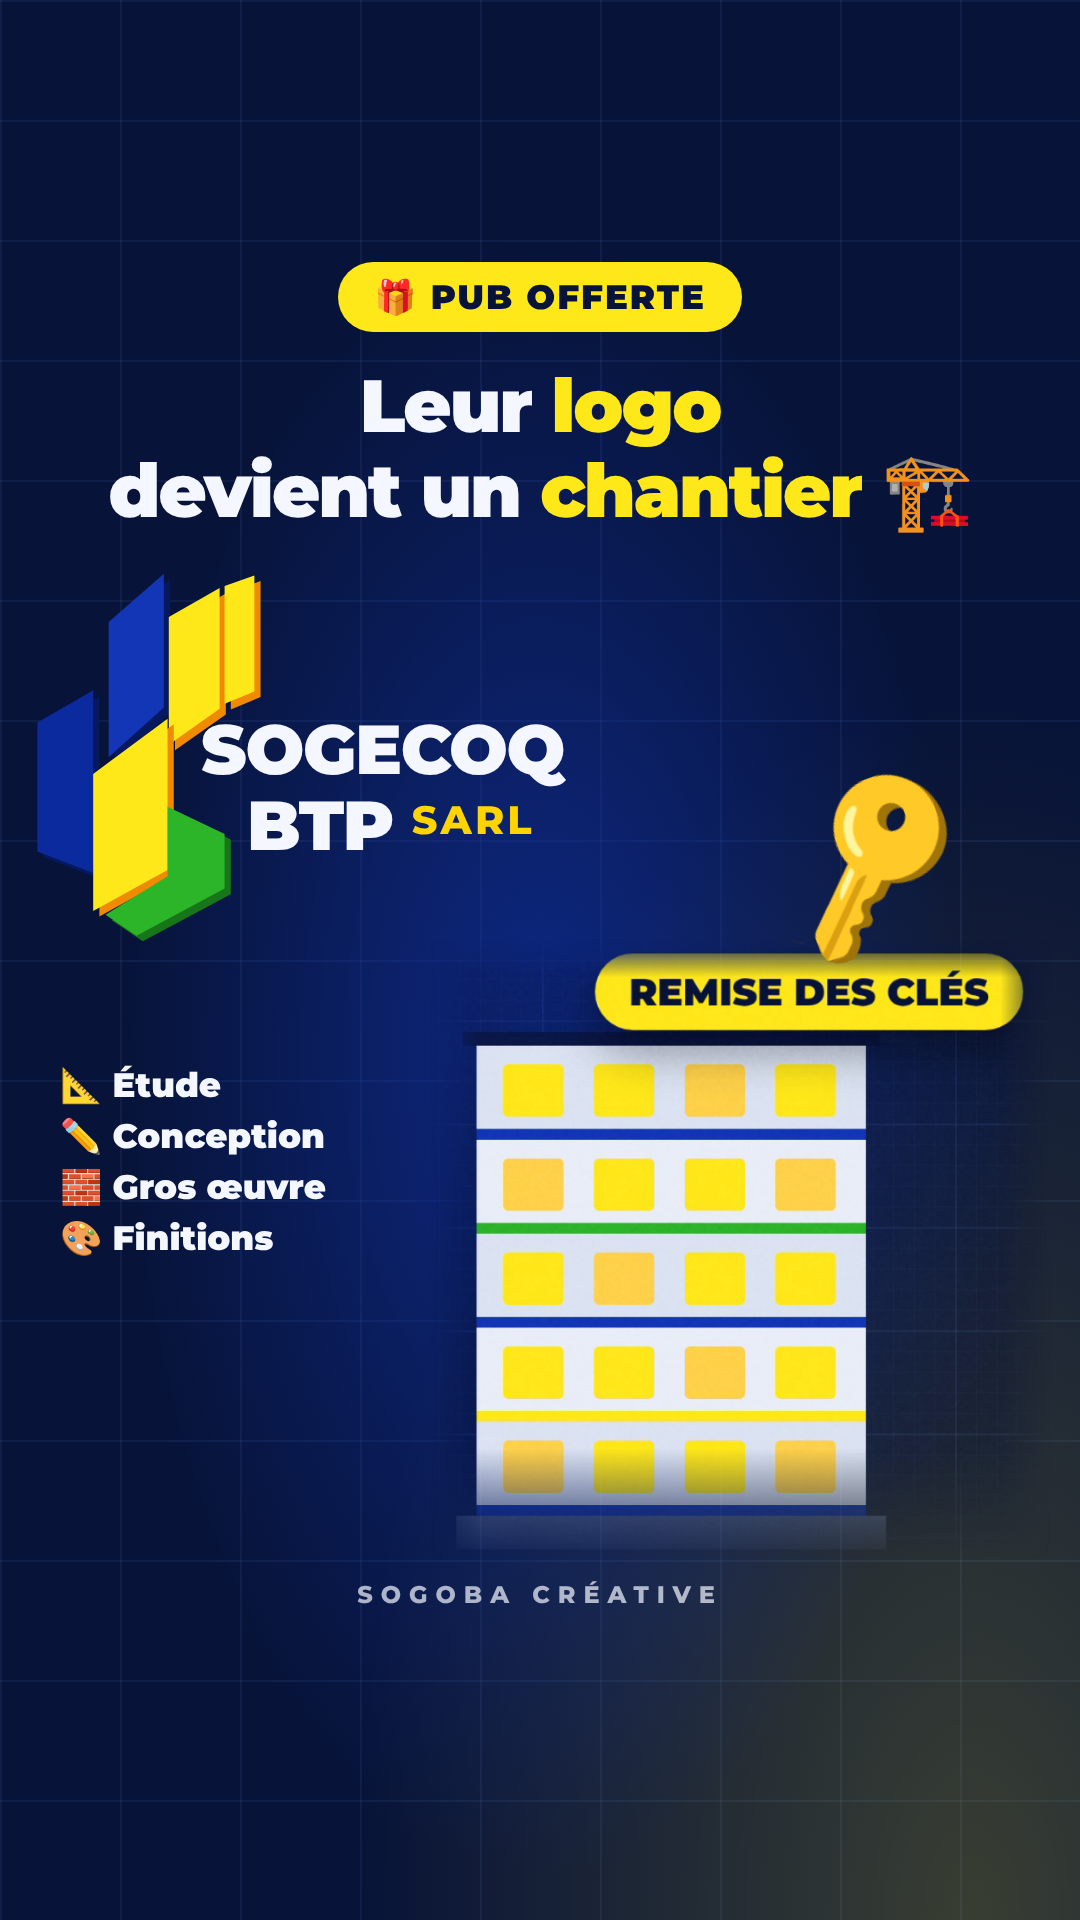 🎁 PUB OFFERTE
Leur logo
devient un chantier 🏗️
SOGECOQ
BTP SARL
REMISE DES CLÉS
📐 Étude
✏️ Conception
🧱 Gros œuvre
🎨 Finitions
SOGOBA CRÉATIVE